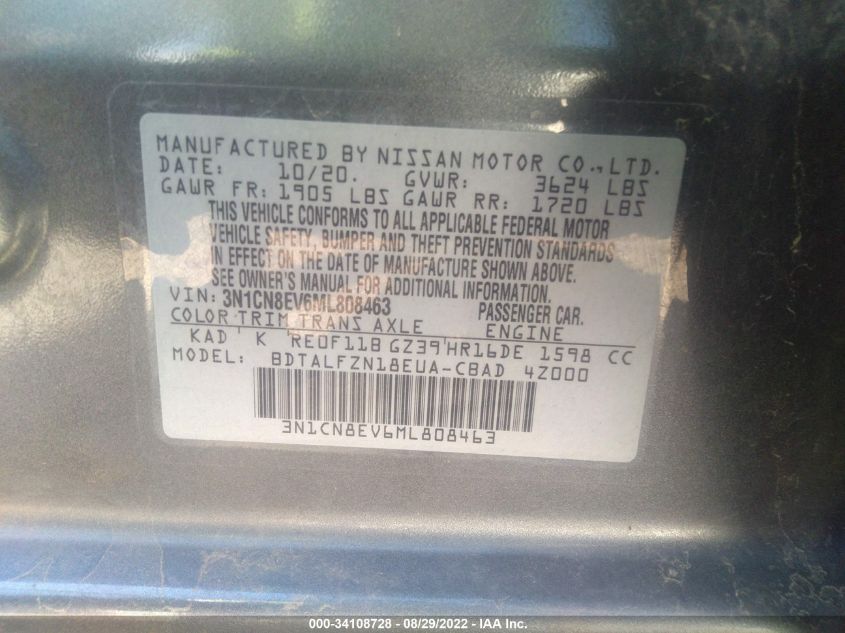 MANUFACTURED BY NISSAN MOTOR CO., LTD.
DATE: 10/20. GVWR: 3624 LBS
GAWR FR: 1905 LBS GAWR RR: 1720 LBS
THIS VEHICLE CONFORMS TO ALL APPLICABLE FEDERAL MOTOR
VEHICLE SAFETY, BUMPER AND THEFT PREVENTION STANDARDS
IN EFFECT ON THE DATE OF MANUFACTURE SHOWN ABOVE.
SEE OWNER'S MANUAL FOR ADDITIONAL INFORMATION.
VIN: 3N1CN8EV6ML808463 PASSENGER CAR.
COLOR TRIM TRANS AXLE ENGINE
KAD ' K RE0F11B GZ39'HR16DE 1598 CC
MODEL: BDTALFZN18EUA-CBAD 4Z000
3N1CN8EV6ML808463
000-34108728 - 08/29/2022 - IAA Inc.